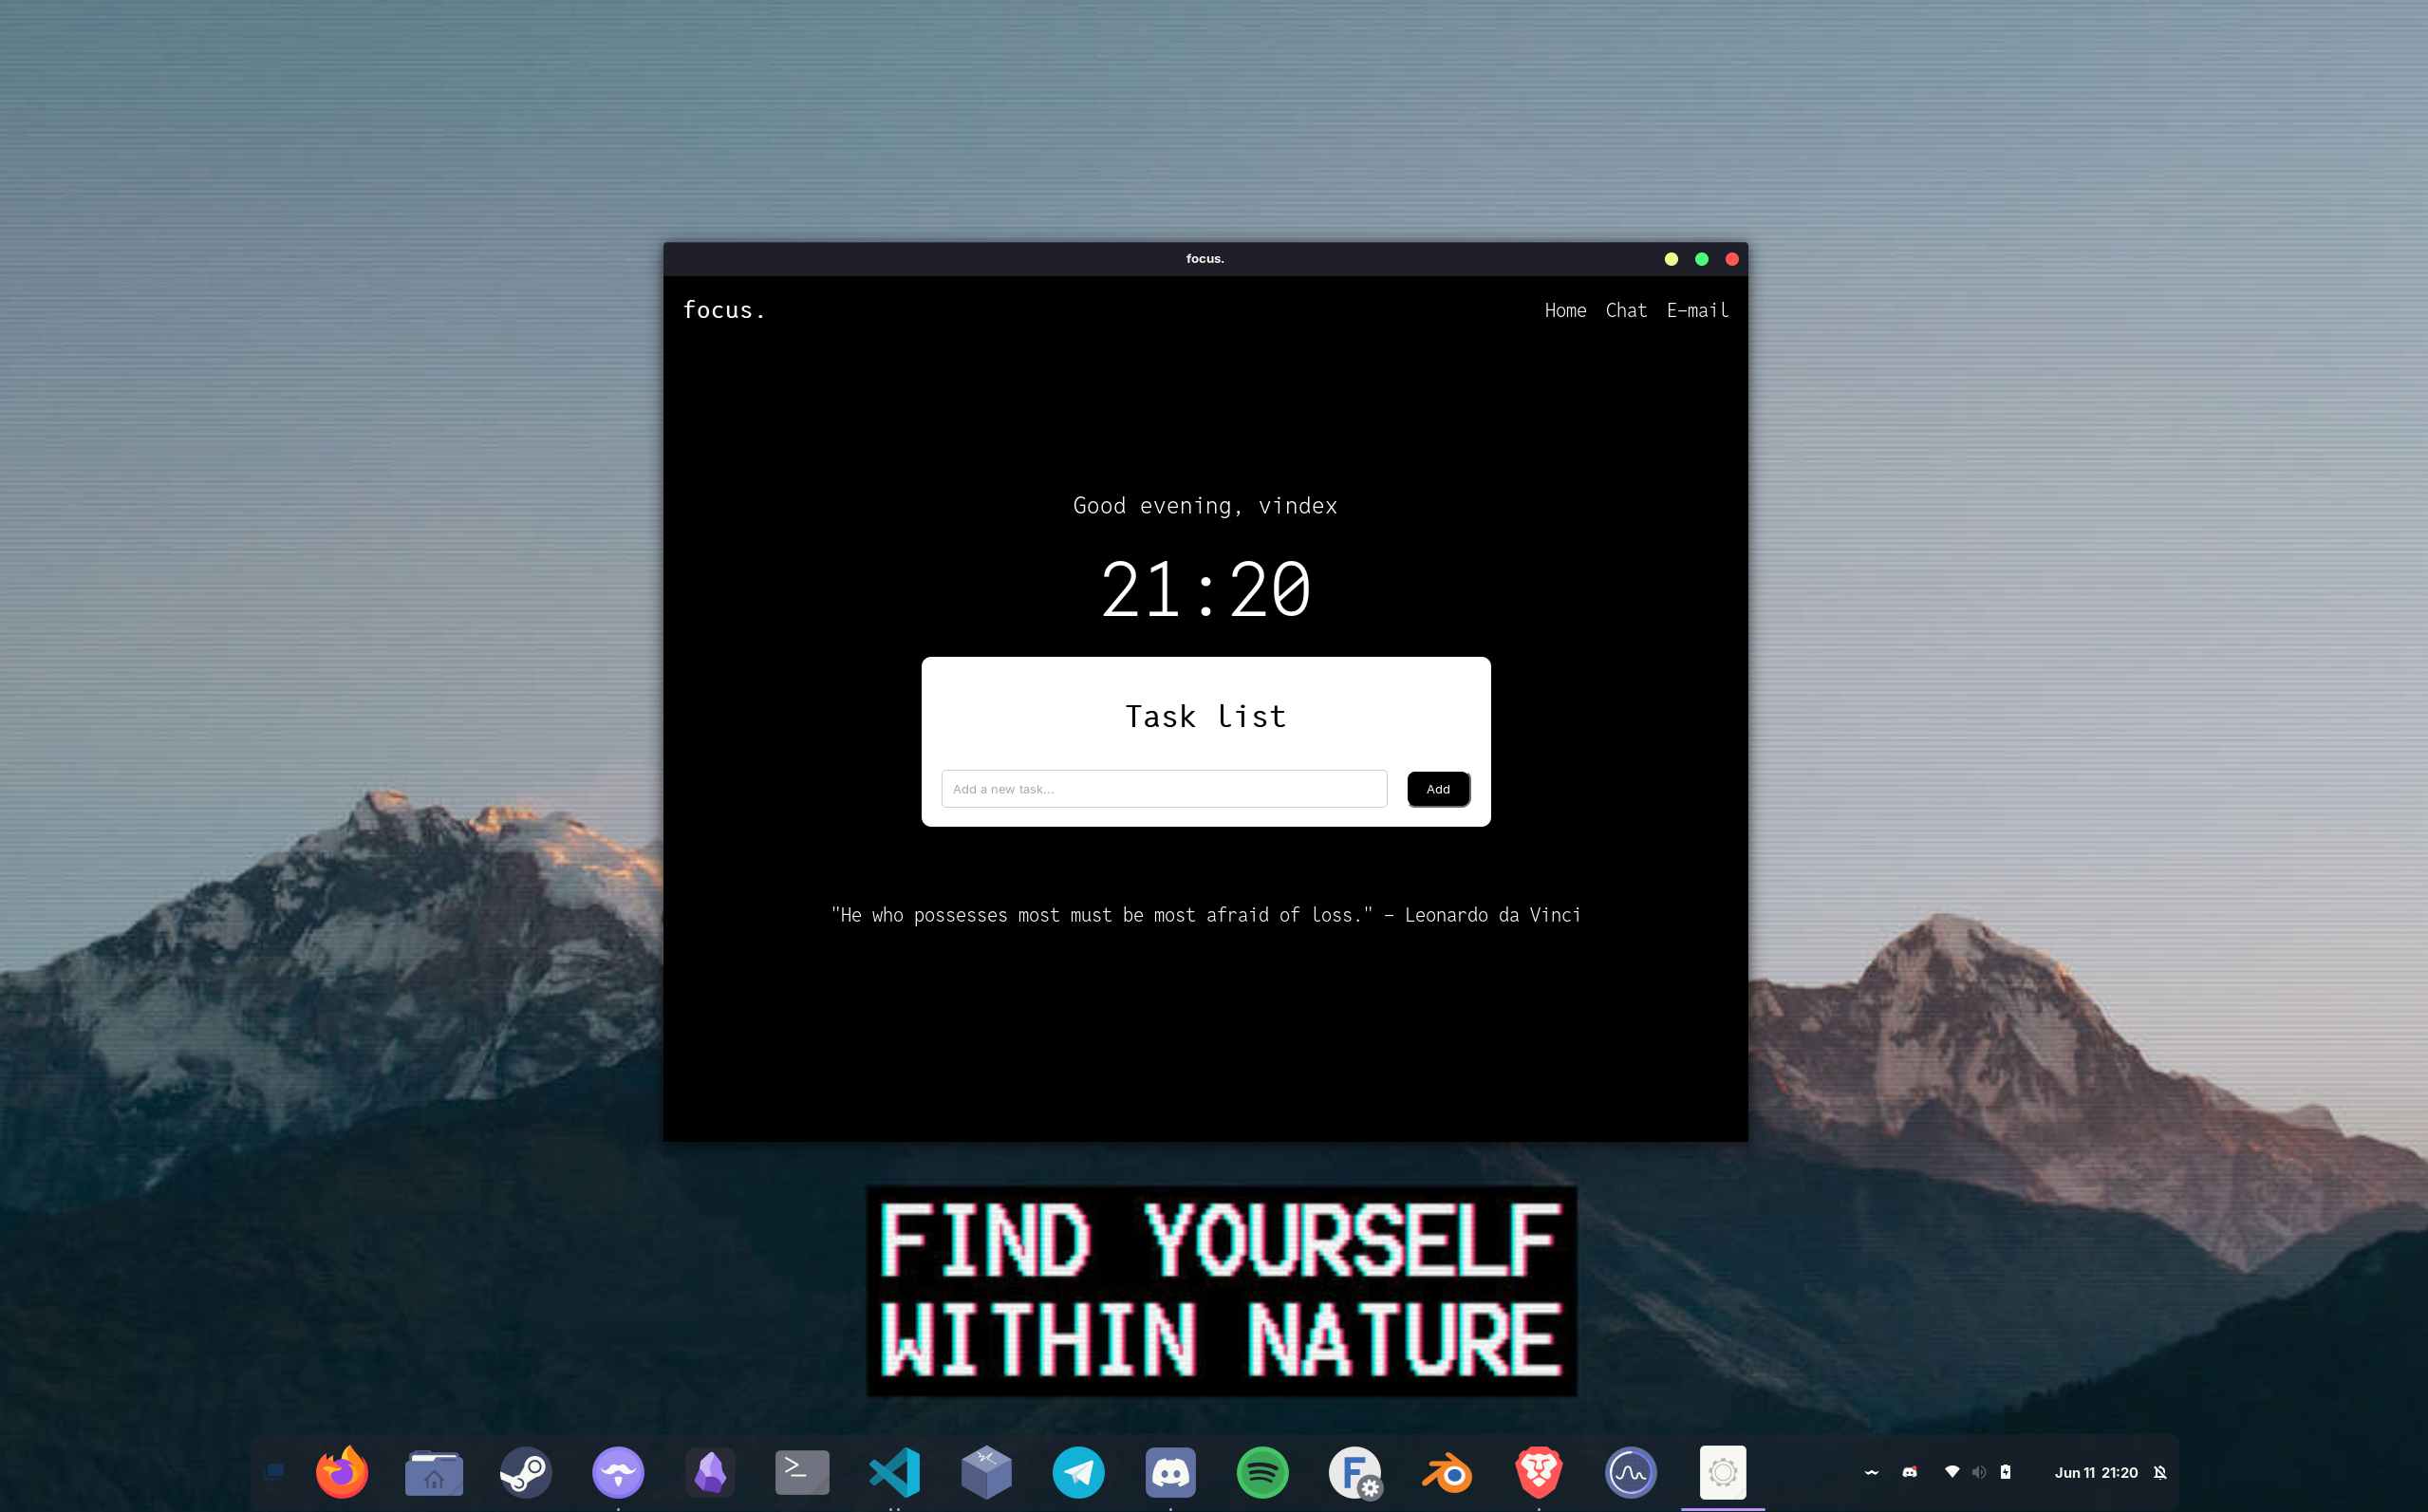 focus.
focus.
Home Chat E-mail
Good evening, vindex
21:20
Task list
Add a new task...
Add
"He who possesses most must be most afraid of loss." - Leonardo da Vinci
FIND YOURSELF
WITHIN NATURE
Jun 11 21:20